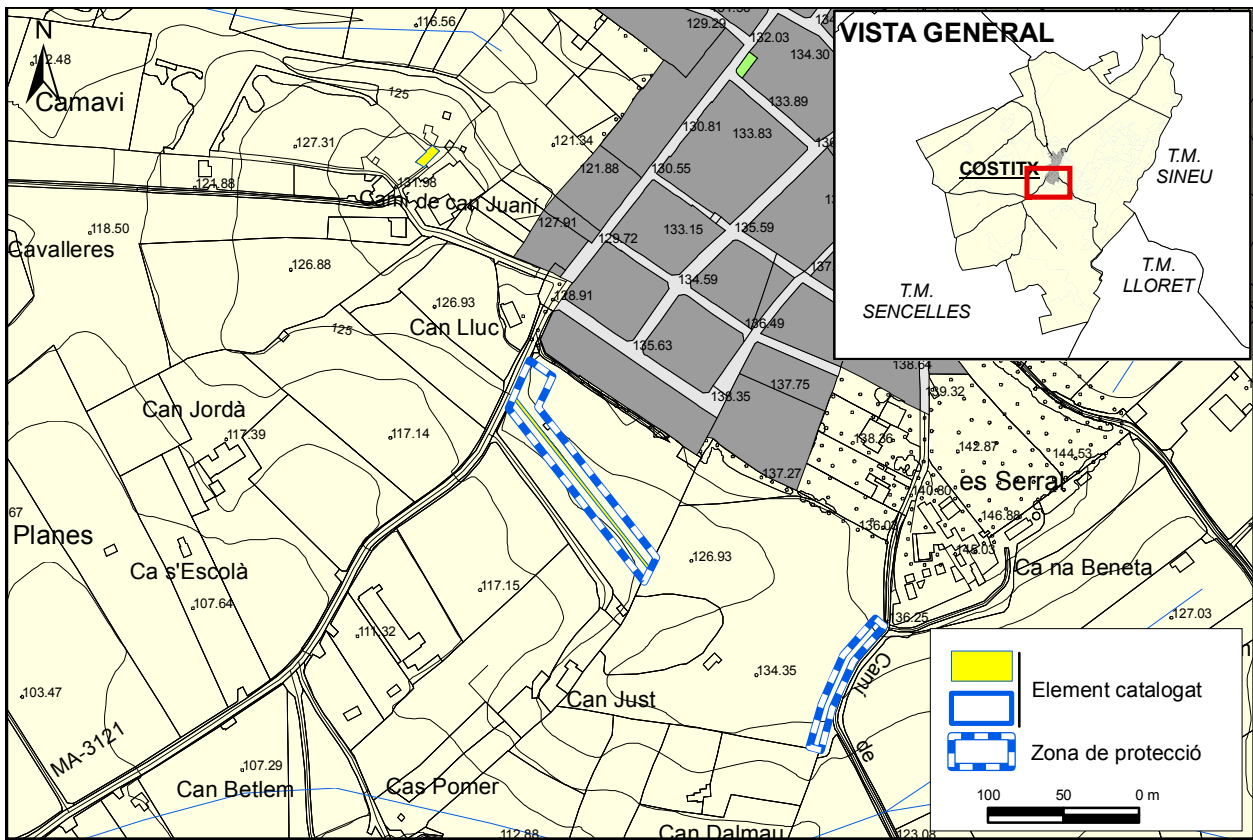 N
116.56
129.29
132.03
134.30
VISTA GENERAL
112.48
Camavi
125
133.89
130.81
133.83
127.31
121.34
121.88
130.55
COSTITX
T.M.
SINEU
121.88
131.98
Camí de can Juaní
127.91
129.72
133.15
135.59
118.50
Cavalleres
126.88
134.59
T.M.
LLORET
T.M.
SENCELLES
126.93
128.91
125
Can Lluc
136.49
135.63
138.64
137.75
138.35
139.32
Can Jordà
117.39
117.14
138.36
142.87
144.53
137.27
es Serral
140.80
67
Planes
146.88
136.03
145.03
126.93
Ca s'Escolà
Ca na Beneta
117.15
107.64
136.25
127.03
111.32
Element catalogat
134.35
Camí
de
103.47
Can Just
Zona de protecció
MA-3121
107.29
Can Betlem
Cas Pomer
100 50 0 m
112.88
Can Dalmau
123.08